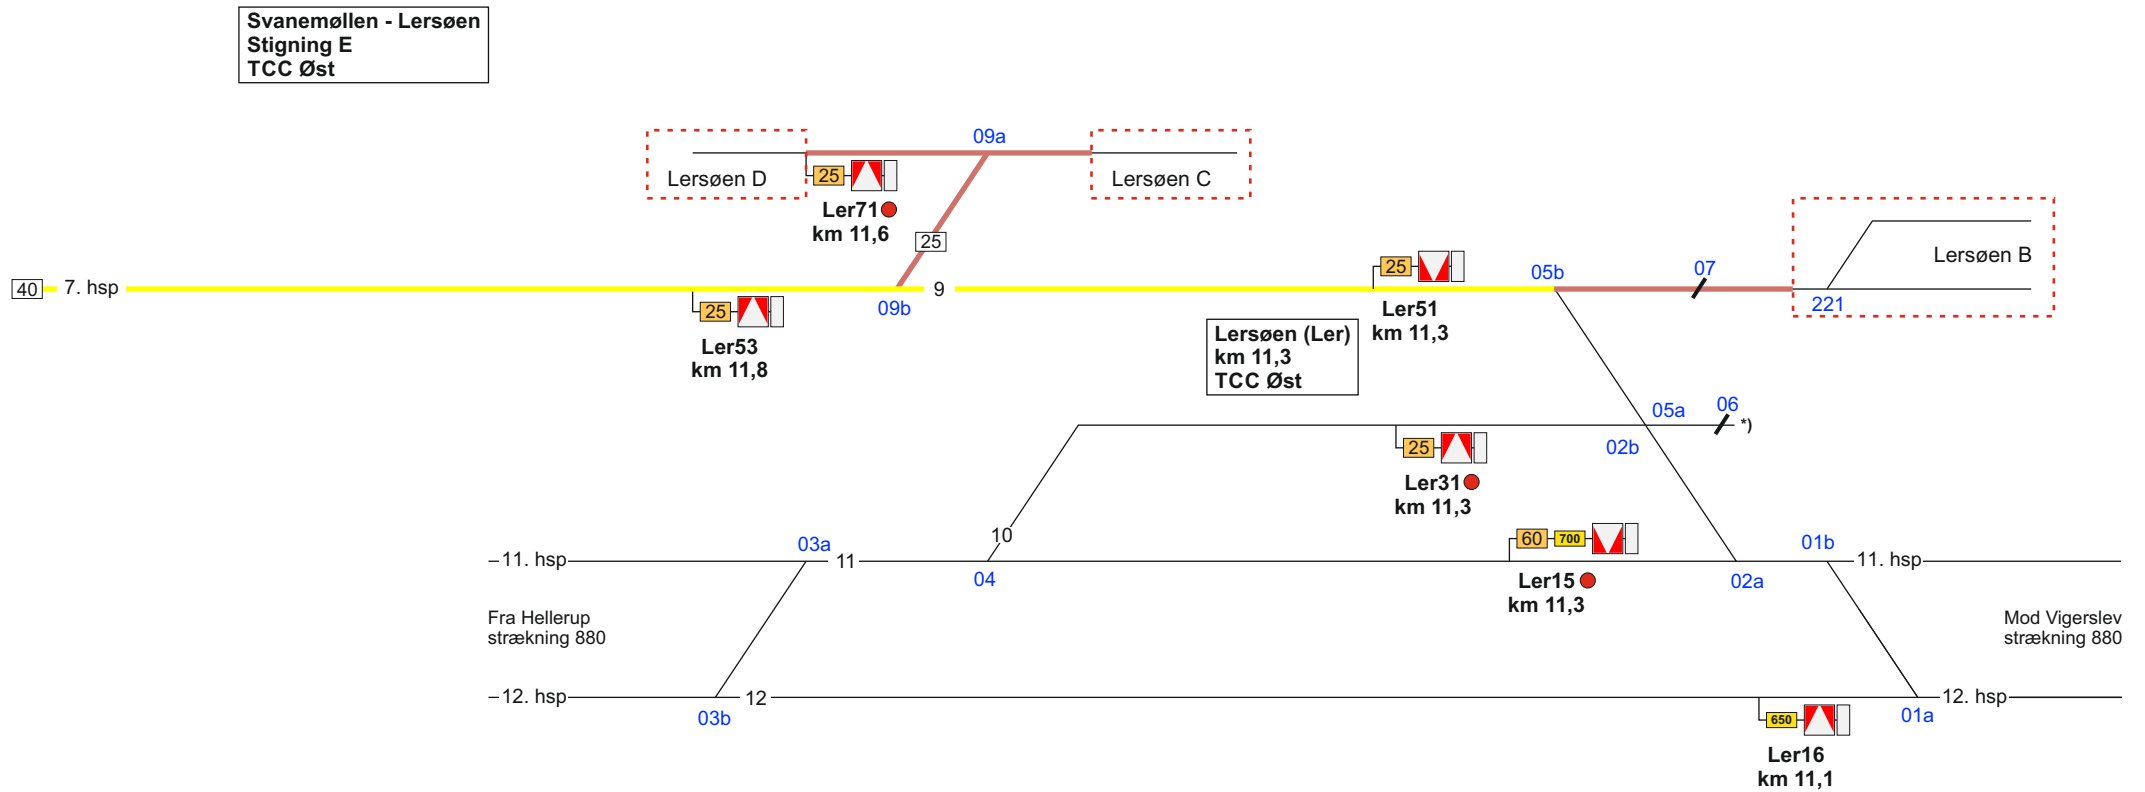 Svanemøllen - Lersøen
Stigning E
TCC Øst
09a
Lersøen D
25
Lersøen C
Ler71
km 11,6
25
Lersøen B
40
7. hsp
9
25
05b
07
09b
221
25
Ler53
km 11,8
Ler51
km 11,3
Lersøen (Ler)
km 11,3
TCC Øst
05a
06
*)
02b
25
Ler31
km 11,3
10
60
700
03a
01b
11. hsp
11
11. hsp
04
02a
Ler15
km 11,3
Fra Hellerup
strækning 880
Mod Vigerslev
strækning 880
12. hsp
12
12. hsp
03b
650
01a
Ler16
km 11,1